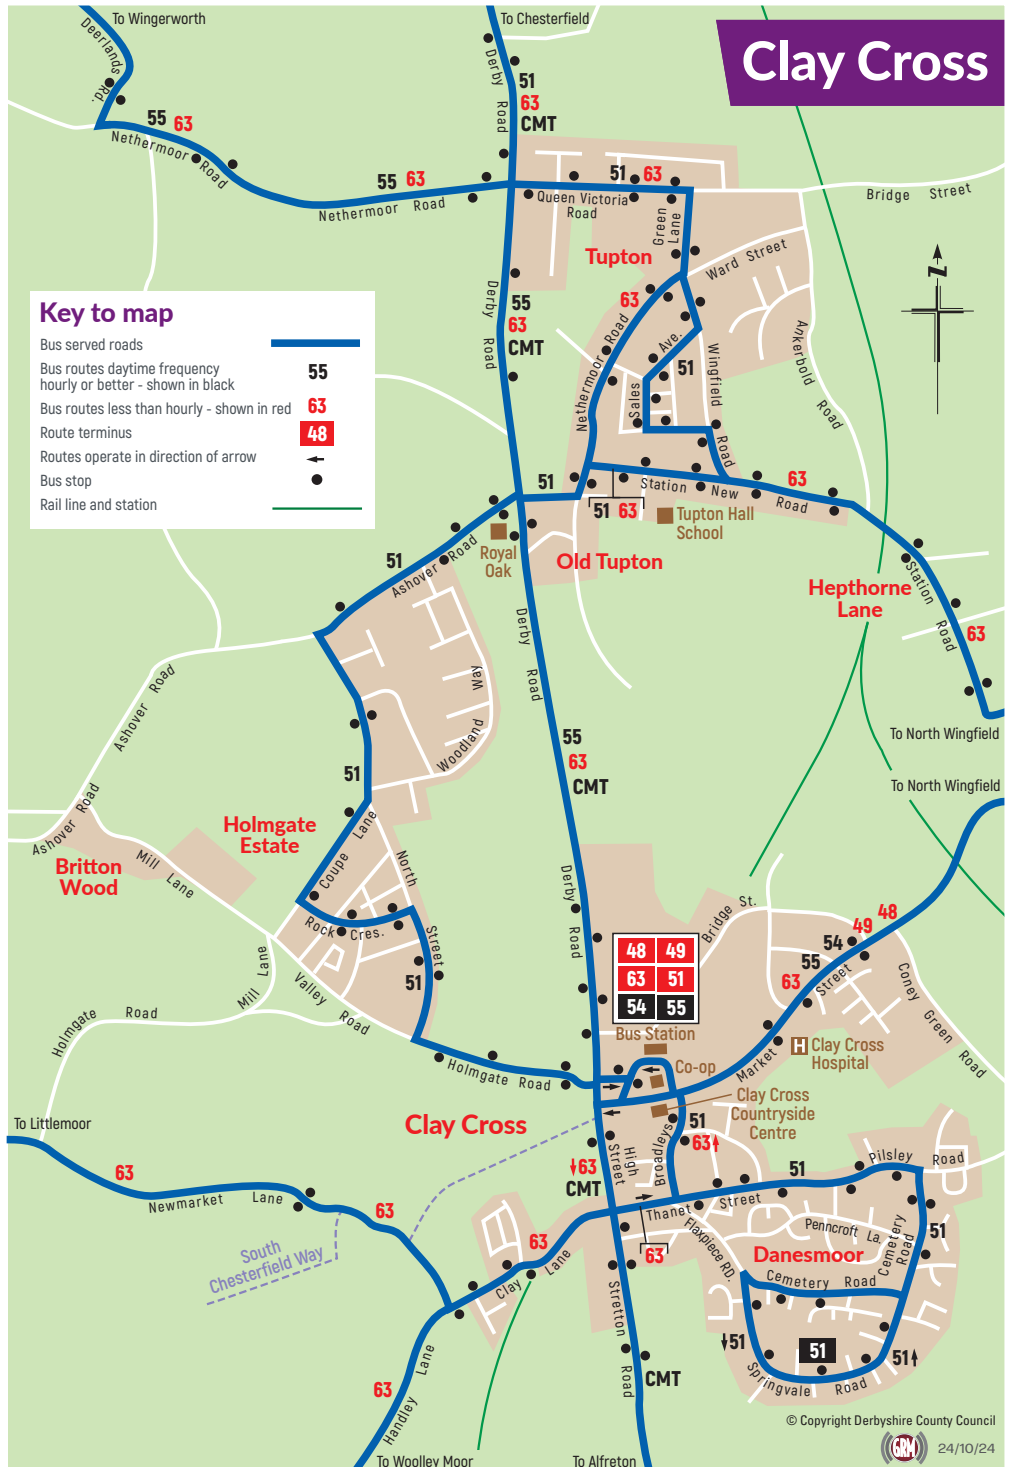 To Wingerworth
To Chesterfield
Clay Cross
Deerlands
Rd.
Derby
Road
51
63
CMT
55 63
Nethermoor Road
55 63
Nethermoor Road
51 63
Queen Victoria
Road
Green
Lane
Bridge Street
Tupton
Ward Street
N
Key to map
Bus served roads
Bus routes daytime frequency
hourly or better - shown in black
55
Bus routes less than hourly - shown in red
63
Route terminus
48
Routes operate in direction of arrow
Bus stop
Rail line and station
Derby
Road
55
63
CMT
63
Nethermoor Road
Sales
Ave.
51
Wingfield
Road
Ankerbold
Road
51
Station New
Road
63
51 63
Tupton Hall
School
Royal
Oak
Old Tupton
51
Ashover Road
Hepthorne
Lane
Station
Road
63
Derby
Road
Woodland
Way
Ashover Road
To North Wingfield
55
63
CMT
51
To North Wingfield
Ashover Road
Holmgate
Estate
Coupe Lane
North
Street
Britton
Wood
Mill Lane
Rock Cres.
51
Derby
Road
Bridge St.
48
49
54
55
63
48 49
63 51
54 55
Mill Lane
Valley
Road
Holmgate Road
Street
Market
Coney
Green
Road
Bus Station
Co-op
H
Clay Cross
Hospital
Holmgate Road
Clay Cross
Countryside
Centre
Clay Cross
To Littlemoor
51
63
Broadleys
High
Street
63
CMT
63
Newmarket Lane
63
51
Pilsley Road
Thanet Street
Penncroft La.
Flaxpiece RD.
Cemetery
Road
51
63
Clay Lane
63
Danesmoor
South
Chesterfield Way
Cemetery Road
Stretton
Road
51
51
51
Springvale Road
CMT
63
Handley Lane
To Woolley Moor
To Alfreton
© Copyright Derbyshire County Council
GRM
24/10/24